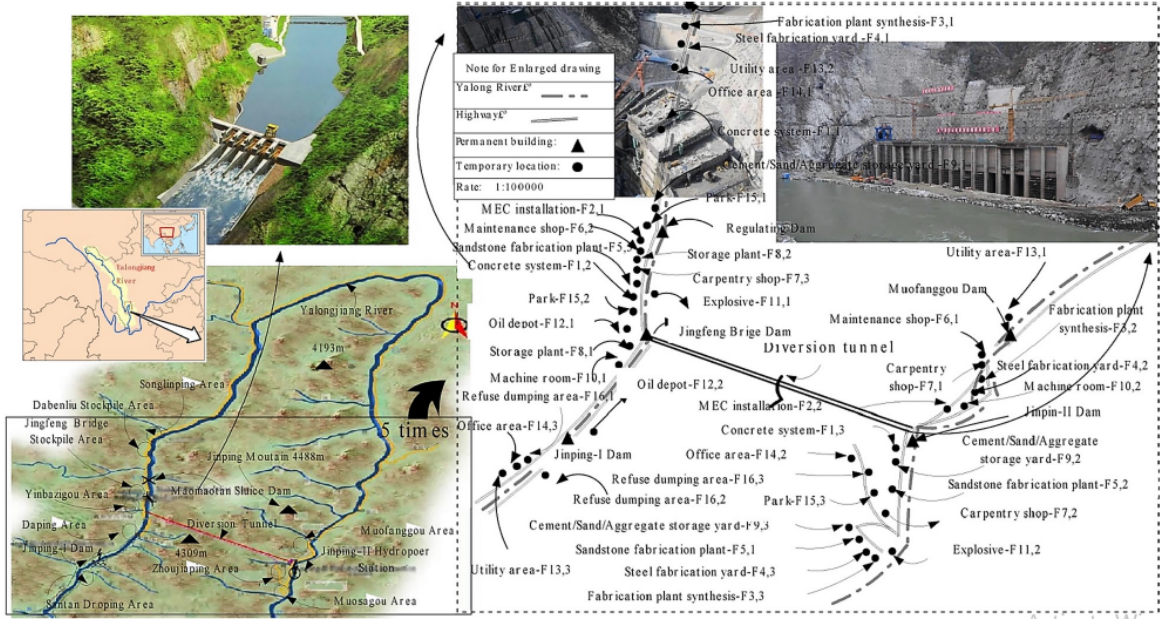 Fabrication plant synthesis-F3,1
Steel fabrication yard -F4,1
Utility area -F13,2
Office area -F14,1
Concrete system-F1,1
Cement/Sand/Aggregate storage yard -F9
Park-F15,1
Note for Enlarged drawing
Yalong River£º
Highway£º
Permanent building:
Temporary location:
Rate: 1:100000
MEC installation-F2,1
Maintenance shop-F6,2
Sandstone fabrication plant-F5,3
Concrete system-F1,2
Park-F15,2
Oil depot-F12,1
Storage plant-F8,1
Machine room-F10,1
Refuse dumping area-F16,1
Office area-F14,3
Regulating Dam
Storage plant-F8,2
Carpentry shop-F7,3
Explosive-F11,1
Jingfeng Brige Dam
Diversion tunnel
Oil depot-F12,2
MEC installation-F2,2
Jinping-I Dam
Concrete system-F1,3
Office area-F14,2
Refuse dumping area-F16,3
Refuse dumping area-F16,2
Park-F15,3
Cement/Sand/Aggregate storage yard-F9,3
Sandstone fabrication plant-F5,1
Utility area-F13,3
Steel fabrication yard-F4,3
Fabrication plant synthesis-F3,3
Utility area-F13,1
Muofanggou Dam
Maintenance shop-F6,1
Fabrication plant
synthesis-F3,2
Carpentry
shop-F7,1
Steel fabrication yard-F4,2
Machine room-F10,2
Jinpin-II Dam
Cement/Sand/Aggregate
storage yard-F9,2
Sandstone fabrication plant-F5,2
Carpentry shop-F7,2
Explosive-F11,2
Yalongjiang
River
N
Yalongjiang River
4193m
Songlinping Area
Dabenliu Stockpile Area
Jingfeng Bridge
Stockpile Area
5 times
Jinping Moutain 4488m
Yinbazigou Area
Maomaotan Sluice Dam
Daping Area
Diversion Tunnel
Muofanggou Area
Jinping-I Dam
4309m
Jinping-II Hydropoer
Station
Zhoujiaping Area
Santan Droping Area
Muosagou Area